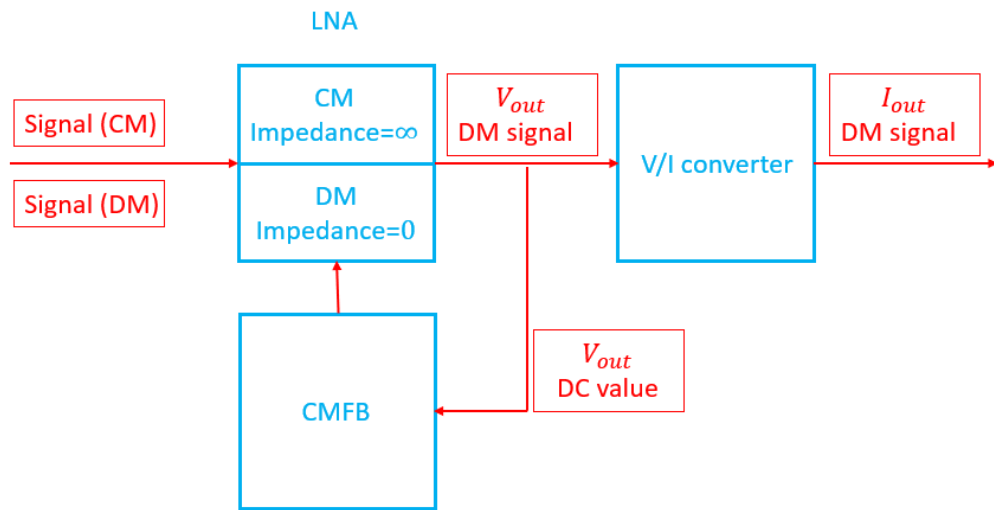 LNA
Signal (CM)
Signal (DM)
CM
Impedance=∞
DM
Impedance=0
V_out
DM signal
V/I converter
I_out
DM signal
CMFB
V_out
DC value